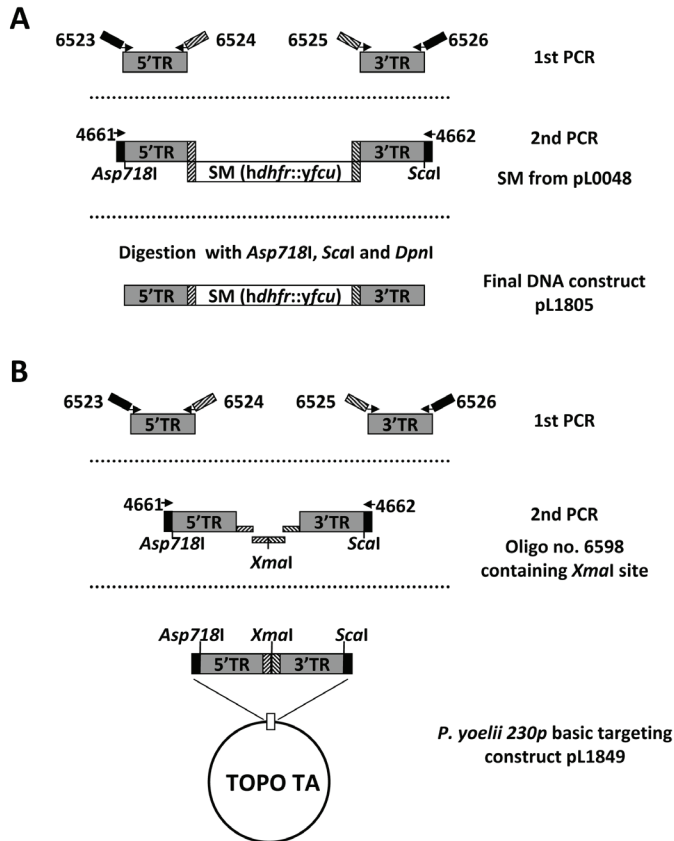 A
6523 6524 6525 6526
5'TR 3'TR 1st PCR
4661 4662 2nd PCR
5'TR 3'TR
SM (hdhfr::yfcu)
Asp718I ScaI SM from pL0048
Digestion with Asp718I, ScaI and DpnI
5'TR SM (hdhfr::yfcu) 3'TR
Final DNA construct
pL1805
B
6523 6524 6525 6526
5'TR 3'TR 1st PCR
4661 4662 2nd PCR
5'TR 3'TR
Asp718I ScaI Oligo no. 6598
XmaI containing XmaI site
Asp718I XmaI ScaI
5'TR 3'TR
P. yoelii 230p basic targeting
construct pL1849
TOPO TA